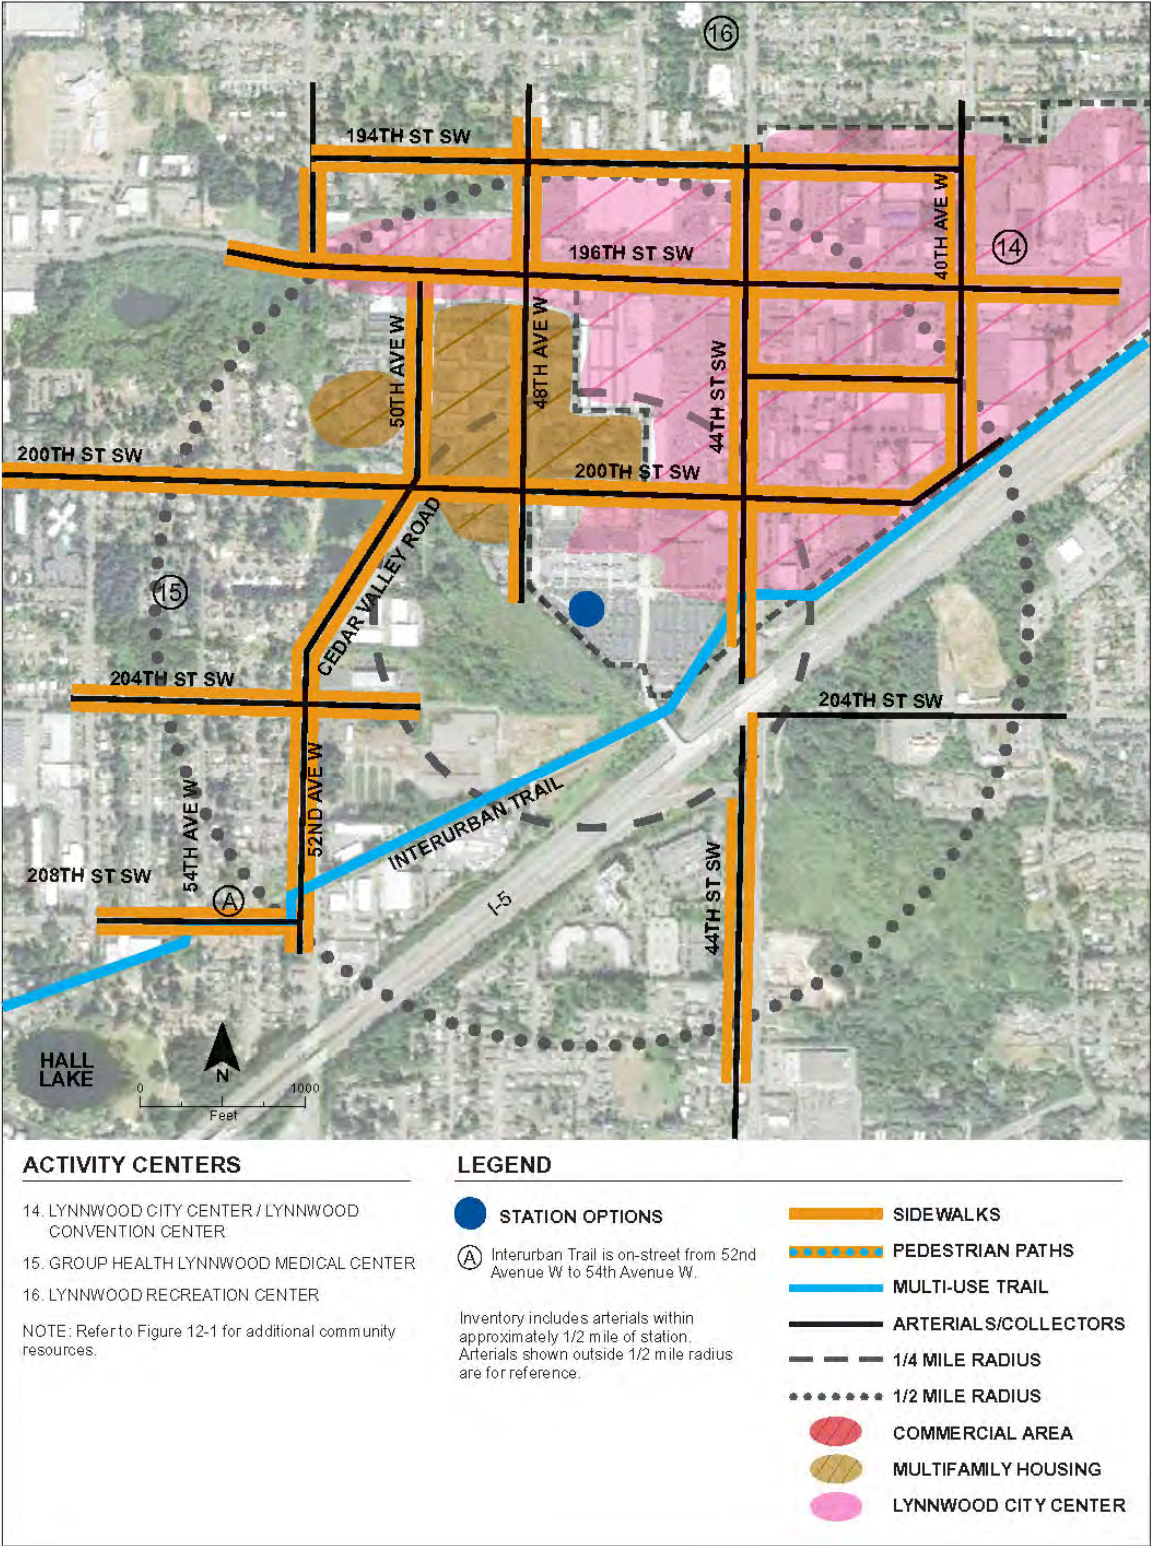 16
194TH ST SW
40TH AVE W
14
196TH ST SW
50TH AVE W
48TH AVE W
44TH ST SW
200TH ST SW
200TH ST SW
CEDAR VALLEY ROAD
15
204TH ST SW
204TH ST SW
52ND AVE W
54TH AVE W
INTERURBAN TRAIL
208TH ST SW
A
I-5
44TH ST SW
HALL
LAKE
N
0
1000
Feet
ACTIVITY CENTERS
14. LYNNWOOD CITY CENTER / LYNNWOOD
CONVENTION CENTER
15. GROUP HEALTH LYNNWOOD MEDICAL CENTER
16. LYNNWOOD RECREATION CENTER
NOTE: Refer to Figure 12-1 for additional community
resources.
LEGEND
STATION OPTIONS
A Interurban Trail is on-street from 52nd
Avenue W to 54th Avenue W.
Inventory includes arterials within
approximately 1/2 mile of station.
Arterials shown outside 1/2 mile radius
are for reference.
SIDEWALKS
PEDESTRIAN PATHS
MULTI-USE TRAIL
ARTERIALS/COLLECTORS
1/4 MILE RADIUS
1/2 MILE RADIUS
COMMERCIAL AREA
MULTIFAMILY HOUSING
LYNNWOOD CITY CENTER